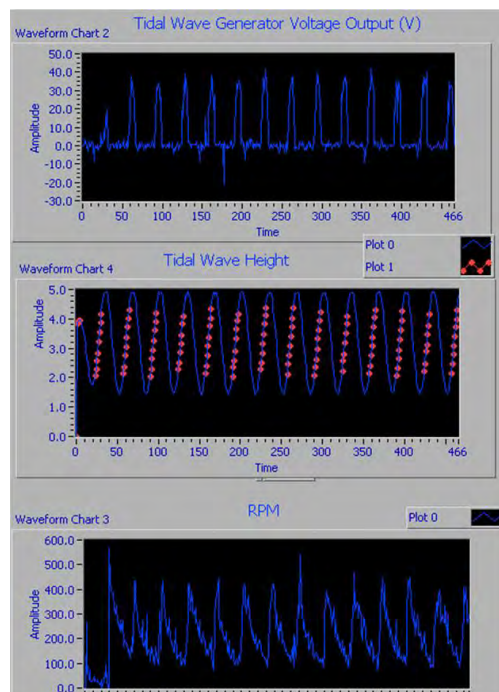 Tidal Wave Generator Voltage Output (V)
Waveform Chart 2
50.0
40.0
30.0
20.0
10.0
0.0
-10.0
-20.0
-30.0
Amplitude
0 50 100 150 200 250 300 350 400 466
Time
Plot 0
Plot 1
Tidal Wave Height
Waveform Chart 4
5.0
4.0
3.0
2.0
1.0
0.0
Amplitude
0 50 100 150 200 250 300 350 400 466
Time
RPM
Waveform Chart 3
Plot 0
600.0
500.0
400.0
300.0
200.0
100.0
0.0
Amplitude